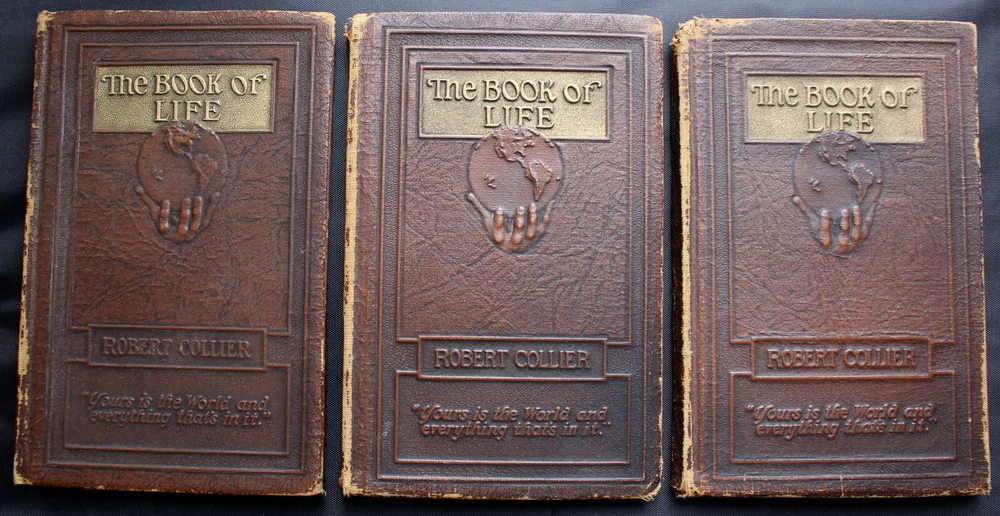 The BOOK of
LIFE
ROBERT COLLIER
"Yours is the World and
everything that's in it."
The BOOK of
LIFE
ROBERT COLLIER
"Yours is the World and
everything that's in it."
The BOOK of
LIFE
ROBERT COLLIER
"Yours is the World and
everything that's in it."